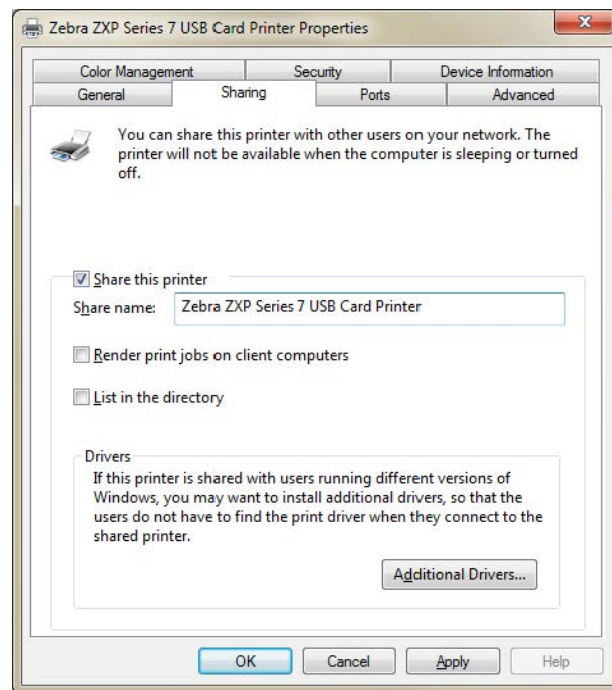 Zebra ZXP Series 7 USB Card Printer Properties
Color Management Security Device Information
General Sharing Ports Advanced
You can share this printer with other users on your network. The
printer will not be available when the computer is sleeping or turned
off.
Share this printer
Share name: Zebra ZXP Series 7 USB Card Printer
Render print jobs on client computers
List in the directory
Drivers
If this printer is shared with users running different versions of
Windows, you may want to install additional drivers, so that the
users do not have to find the print driver when they connect to the
shared printer.
Additional Drivers...
OK Cancel Apply Help